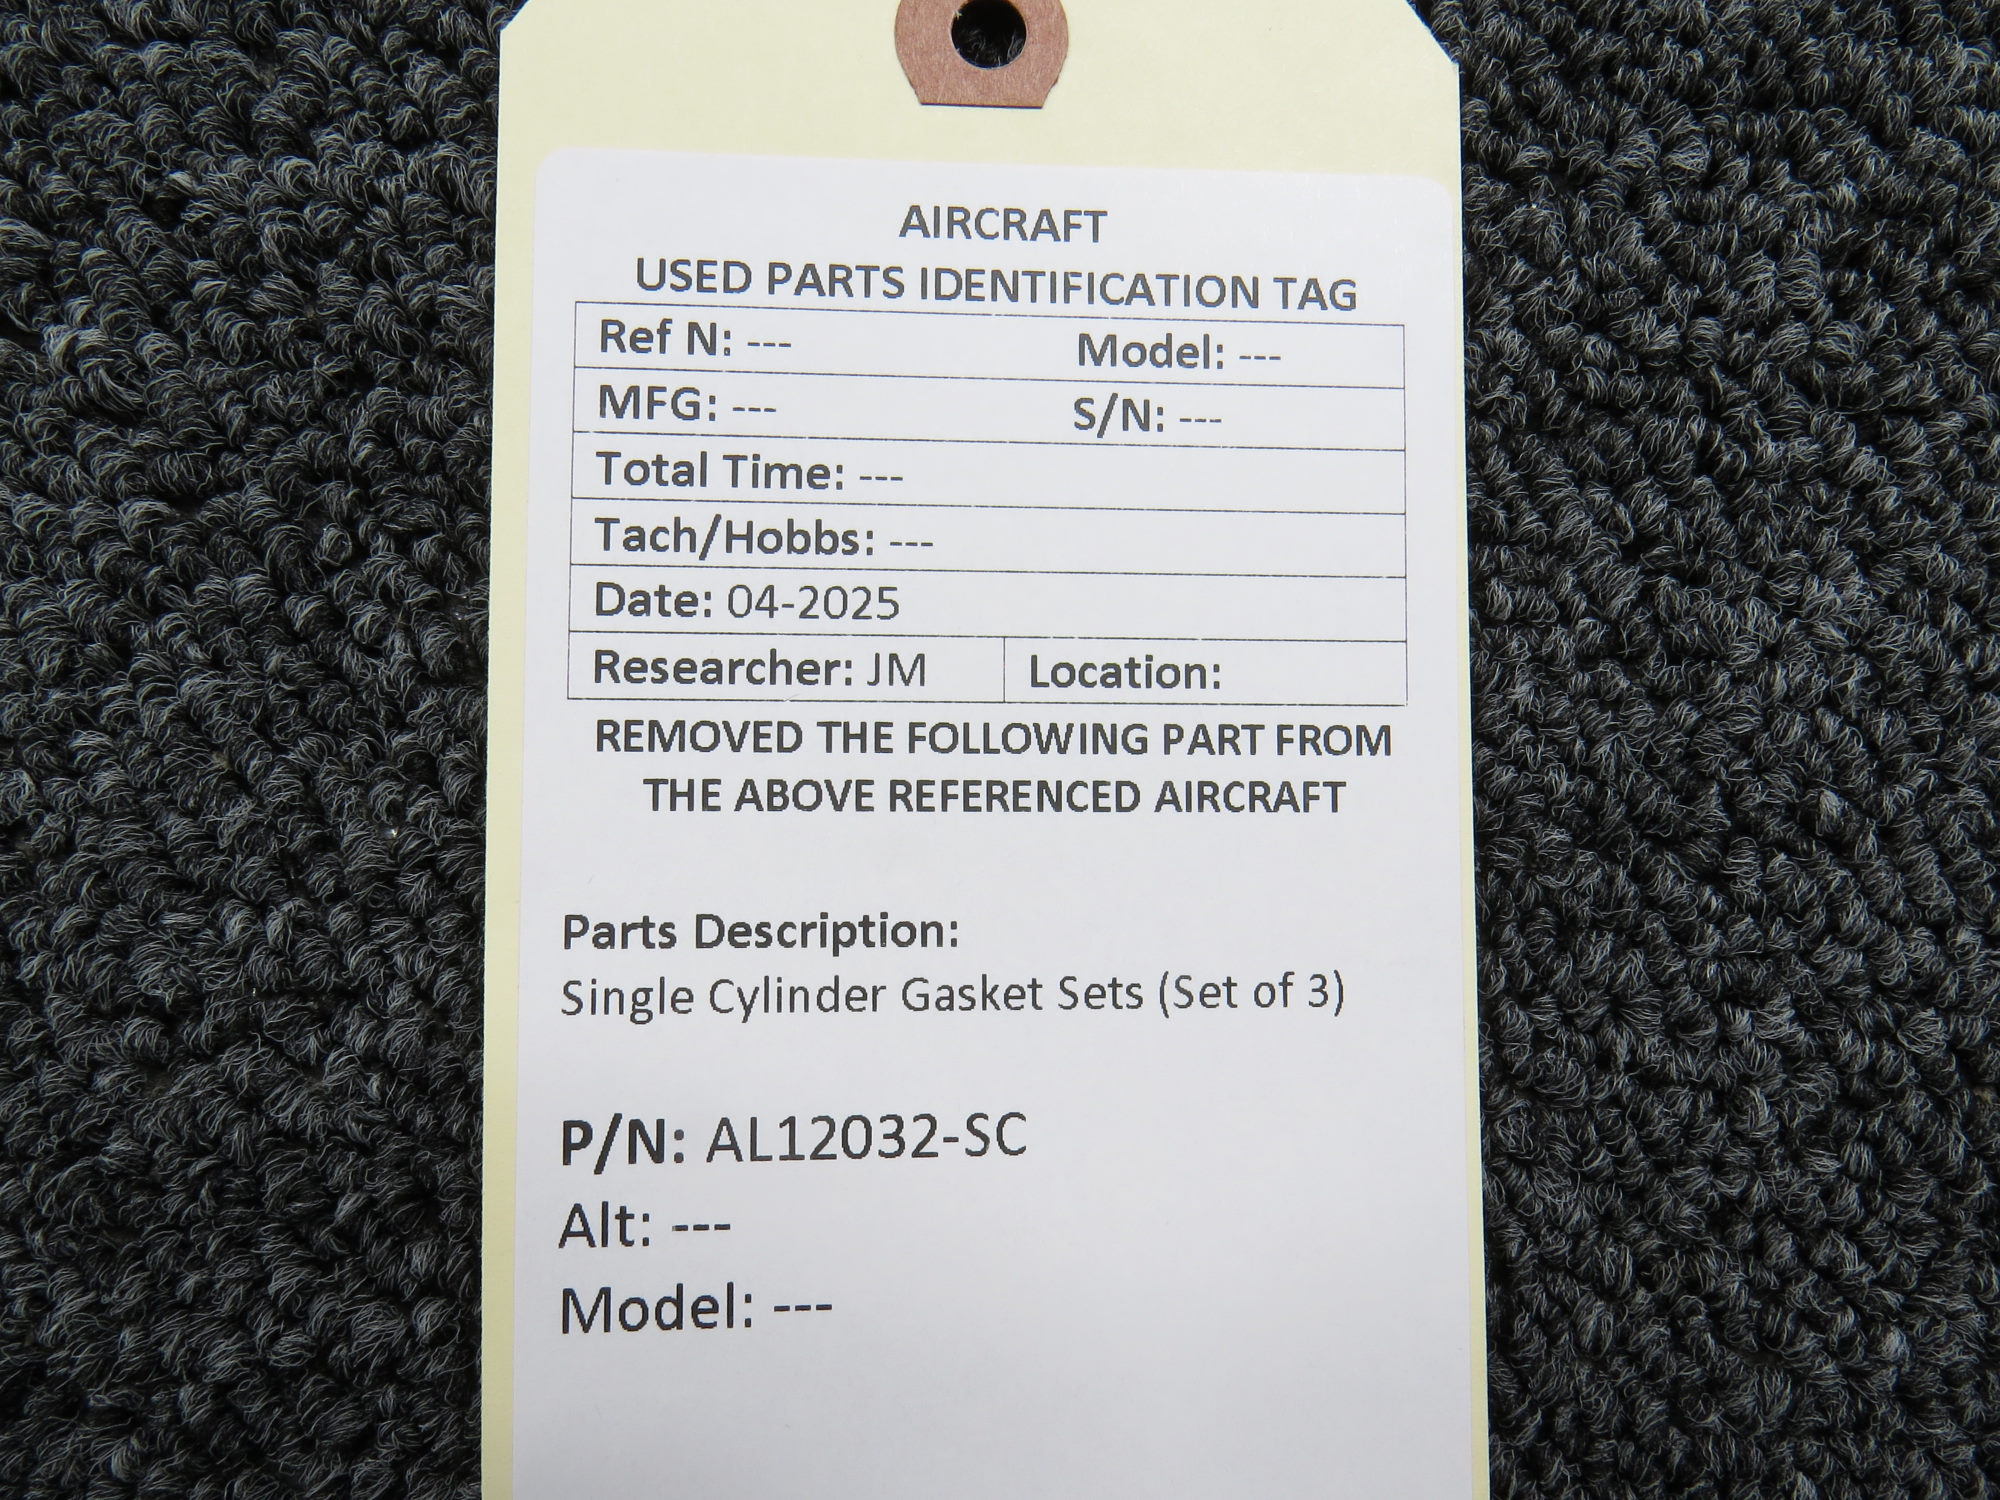 AIRCRAFT
USED PARTS IDENTIFICATION TAG
Ref N: --- Model: ---
MFG: --- S/N: ---
Total Time: ---
Tach/Hobbs: ---
Date: 04-2025
Researcher: JM Location:
REMOVED THE FOLLOWING PART FROM
THE ABOVE REFERENCED AIRCRAFT
Parts Description:
Single Cylinder Gasket Sets (Set of 3)
P/N: AL12032-SC
Alt: ---
Model: ---